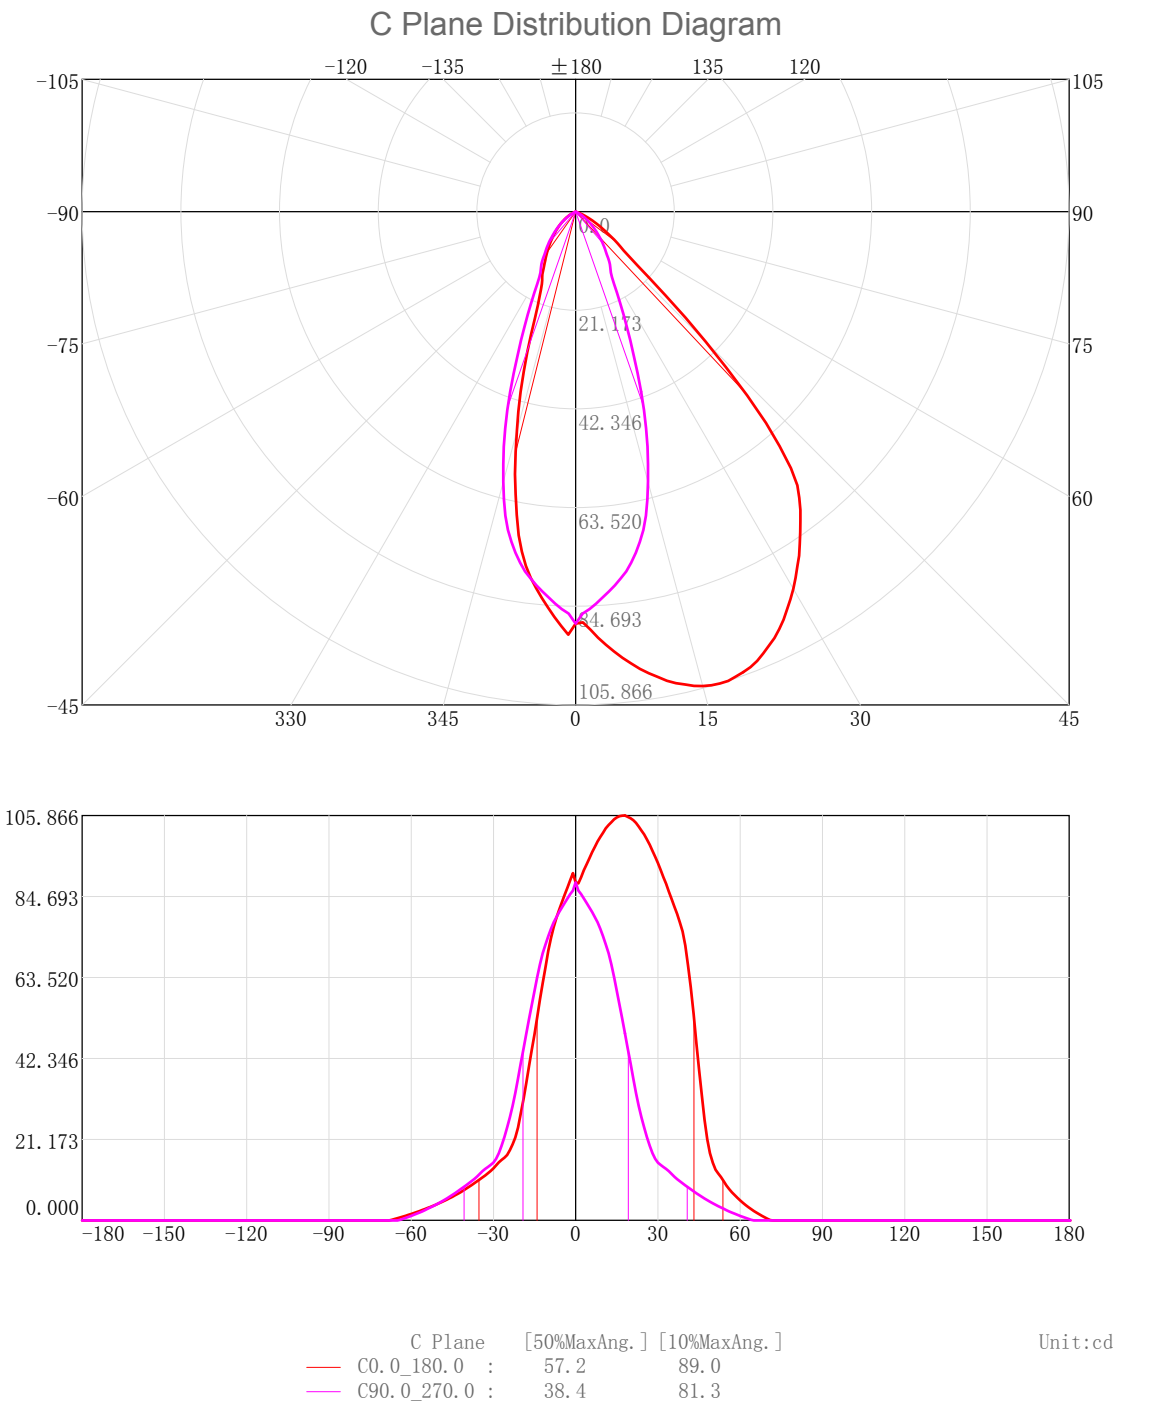 C Plane Distribution Diagram
-120 -135 ±180 135 120
-105 105
-90 90
0.0
21.173
-75 75
42.346
-60 60
63.520
84.693
105.866
-45
330 345 0 15 30 45
105.866
84.693
63.520
42.346
21.173
0.000
-180 -150 -120 -90 -60 -30 0 30 60 90 120 150 180
C Plane [50%MaxAng.] [10%MaxAng.] Unit:cd
C0.0_180.0 : 57.2 89.0
C90.0_270.0 : 38.4 81.3